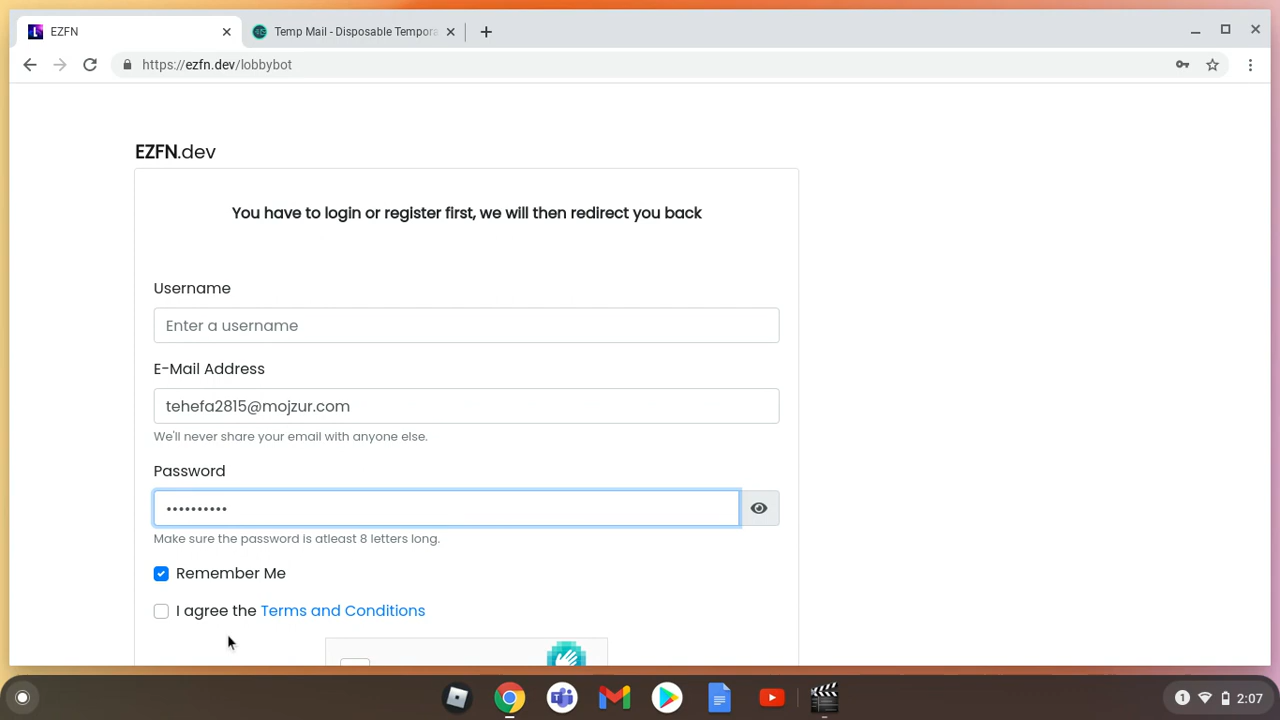 EZFN
Temp Mail - Disposable Tempora
https://ezfn.dev/lobbybot
EZFN.dev
You have to login or register first, we will then redirect you back
Username
Enter a username
E-Mail Address
tehefa2815@mojzur.com
We'll never share your email with anyone else.
Password
••••••••••
Make sure the password is atleast 8 letters long.
Remember Me
I agree the Terms and Conditions
1
2:07